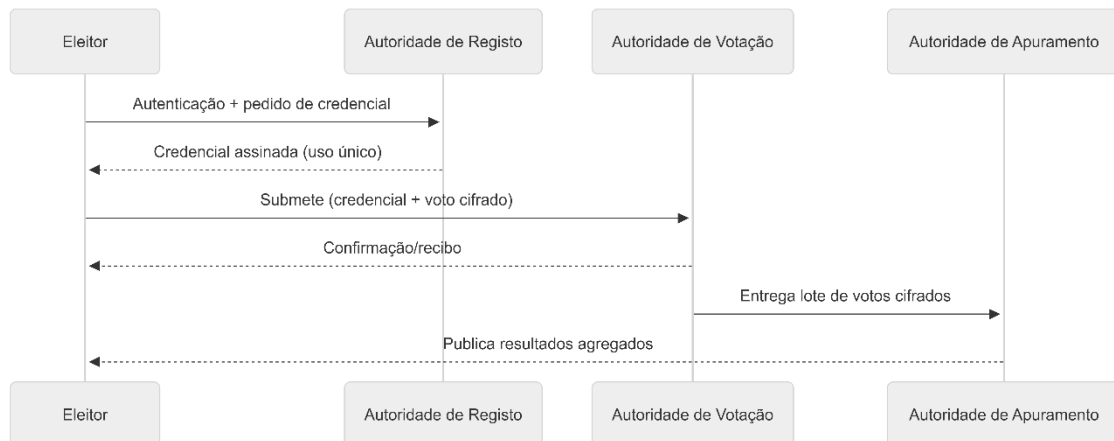 Eleitor
Autoridade de Registo
Autoridade de Votação
Autoridade de Apuramento
Autenticação + pedido de credencial
Credencial assinada (uso único)
Submete (credencial + voto cifrado)
Confirmação/recibo
Entrega lote de votos cifrados
Publica resultados agregados
Eleitor
Autoridade de Registo
Autoridade de Votação
Autoridade de Apuramento